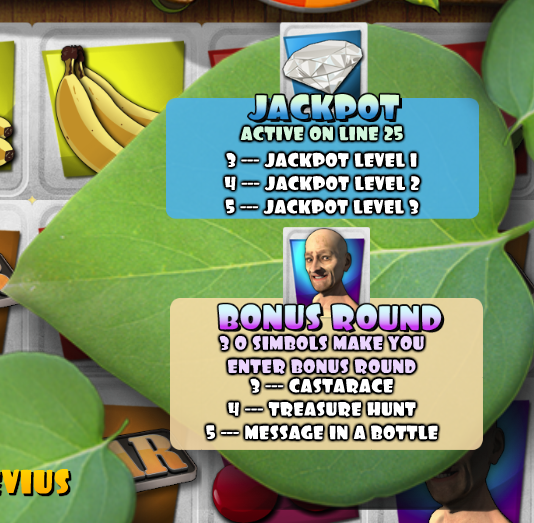 JACKPOT
ACTIVE ON LINE 25
3 --- JACKPOT LEVEL 1
4 --- JACKPOT LEVEL 2
5 --- JACKPOT LEVEL 3
BONUS ROUND
3 O SIMBOLS MAKE YOU
ENTER BONUS ROUND
3 --- CASTARACE
4 --- TREASURE HUNT
5 --- MESSAGE IN A BOTTLE
EVIUS